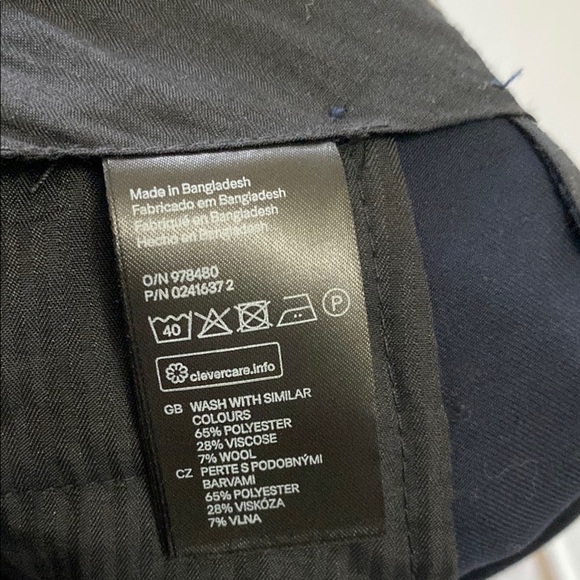 Made in Bangladesh
Fabricado em Bangladesh
Fabriqué en Bangladesh
Hecho en Bangladesh
O/N 978480
P/N 0241637 2
40 P
clevercare.info
GB WASH WITH SIMILAR
COLOURS
65% POLYESTER
28% VISCOSE
7% WOOL
CZ PERTE S PODOBNÝMI
BARVAMI
65% POLYESTER
28% VISKÓZA
7% VLNA